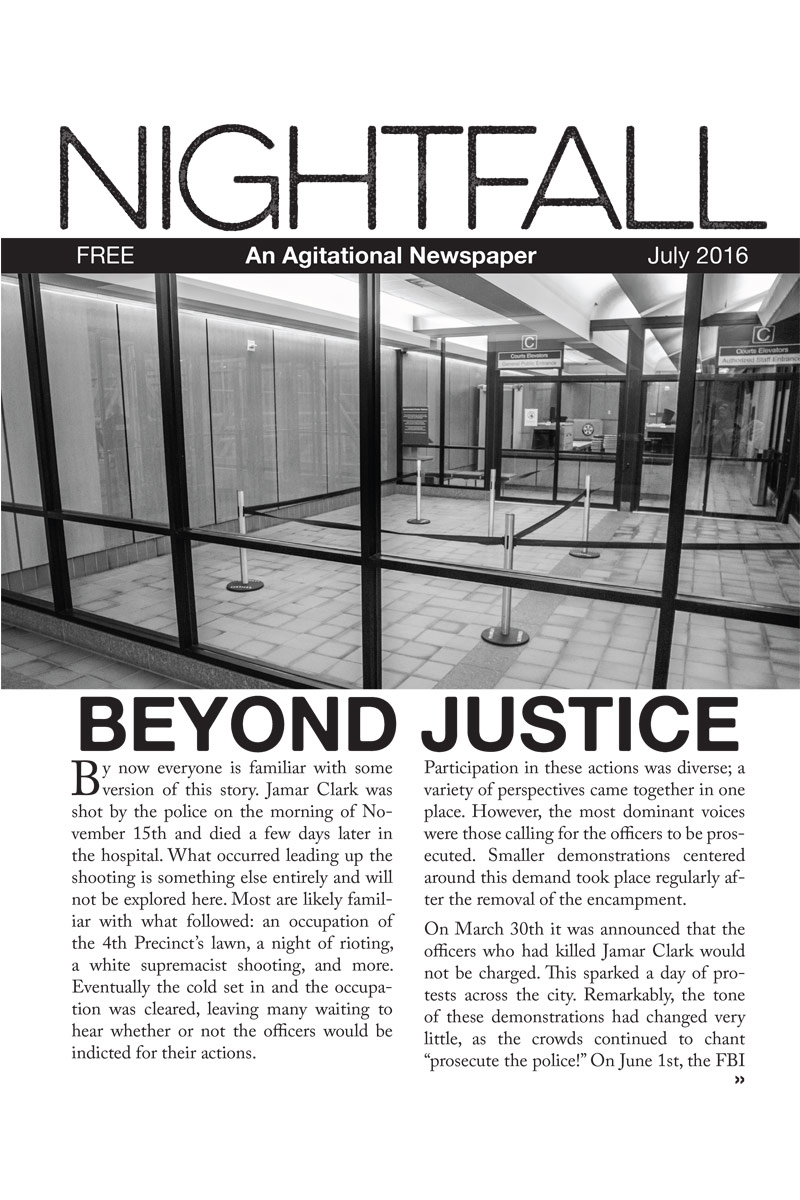 NIGHTFALL
FREE An Agitational Newspaper July 2016
C
Courts Elevators
General Public Entrance
C
Courts Elevators
Authorized Staff Entrance
BEYOND JUSTICE
By now everyone is familiar with some
version of this story. Jamar Clark was
shot by the police on the morning of No-
vember 15th and died a few days later in
the hospital. What occurred leading up the
shooting is something else entirely and will
not be explored here. Most are likely famil-
iar with what followed: an occupation of
the 4th Precinct’s lawn, a night of rioting,
a white supremacist shooting, and more.
Eventually the cold set in and the occupa-
tion was cleared, leaving many waiting to
hear whether or not the officers would be
indicted for their actions.
Participation in these actions was diverse; a
variety of perspectives came together in one
place. However, the most dominant voices
were those calling for the officers to be pros-
ecuted. Smaller demonstrations centered
around this demand took place regularly af-
ter the removal of the encampment.
On March 30th it was announced that the
officers who had killed Jamar Clark would
not be charged. This sparked a day of pro-
tests across the city. Remarkably, the tone
of these demonstrations had changed very
little, as the crowds continued to chant
“prosecute the police!” On June 1st, the FBI
»